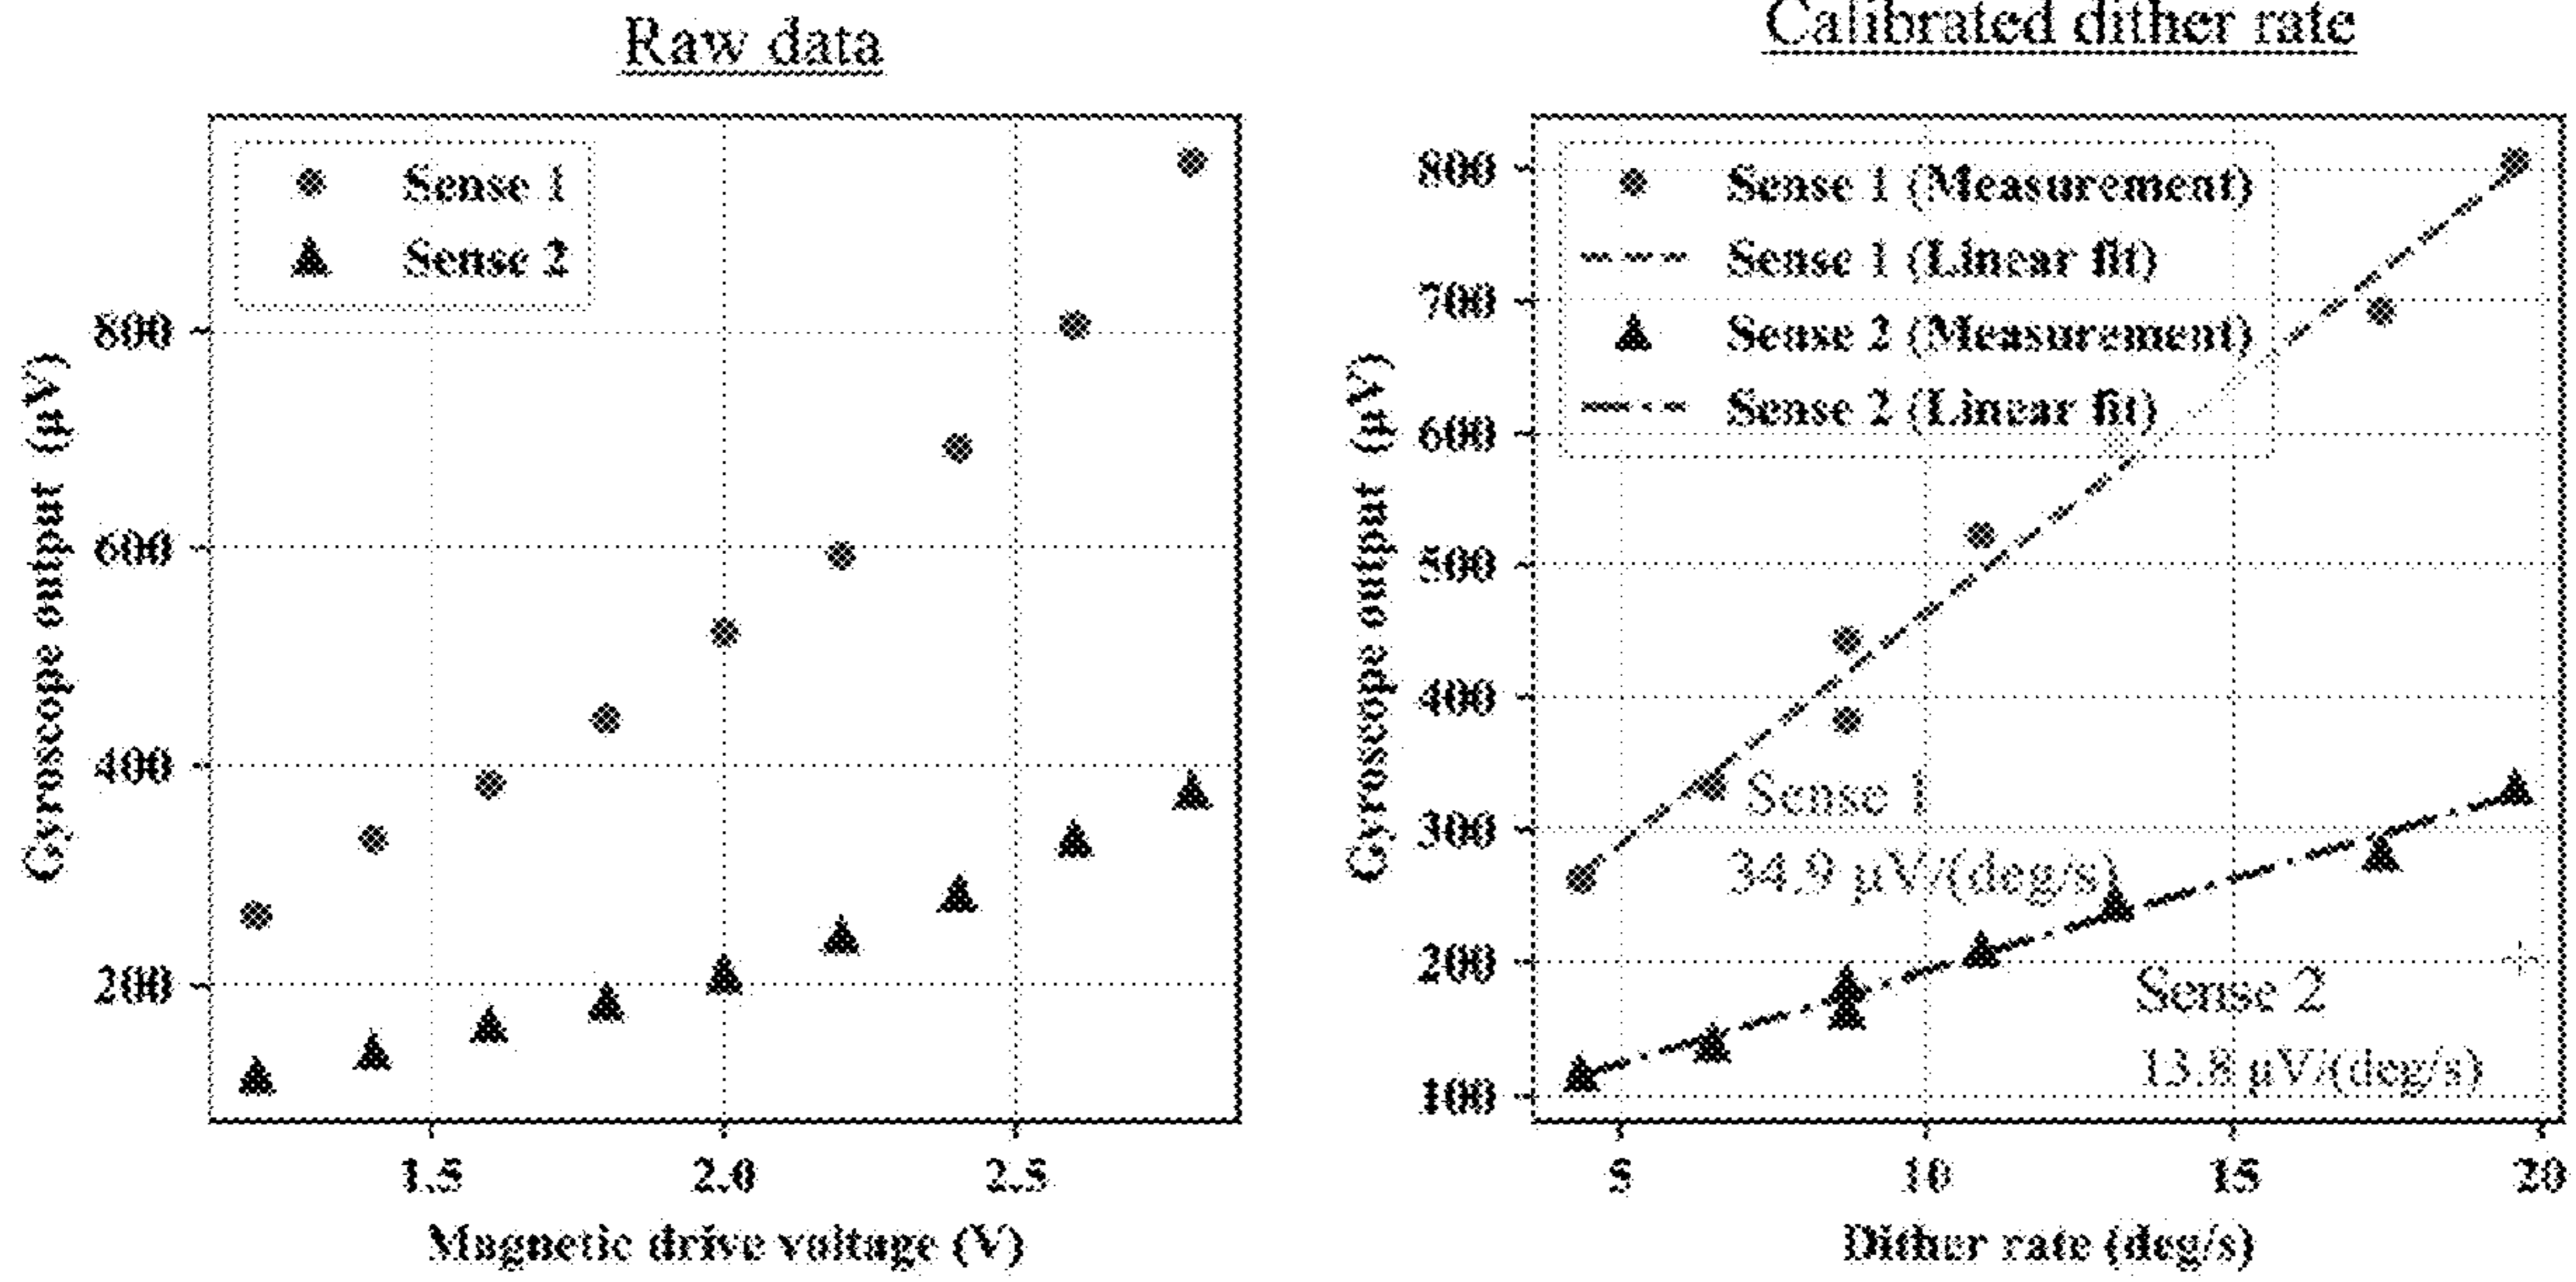 Raw data
Sense 1
Sense 2
800
600
400
200
Gyroscope output (µV)
1.5
2.0
2.5
Magnetic drive voltage (V)
Calibrated dither rate
Sense 1 (Measurement)
Sense 1 (Linear fit)
Sense 2 (Measurement)
Sense 2 (Linear fit)
800
700
600
500
400
300
200
100
Gyroscope output (µV)
Sense 1
34.9 µV/(deg/s)
Sense 2
13.8 µV/(deg/s)
5
10
15
20
Dither rate (deg/s)